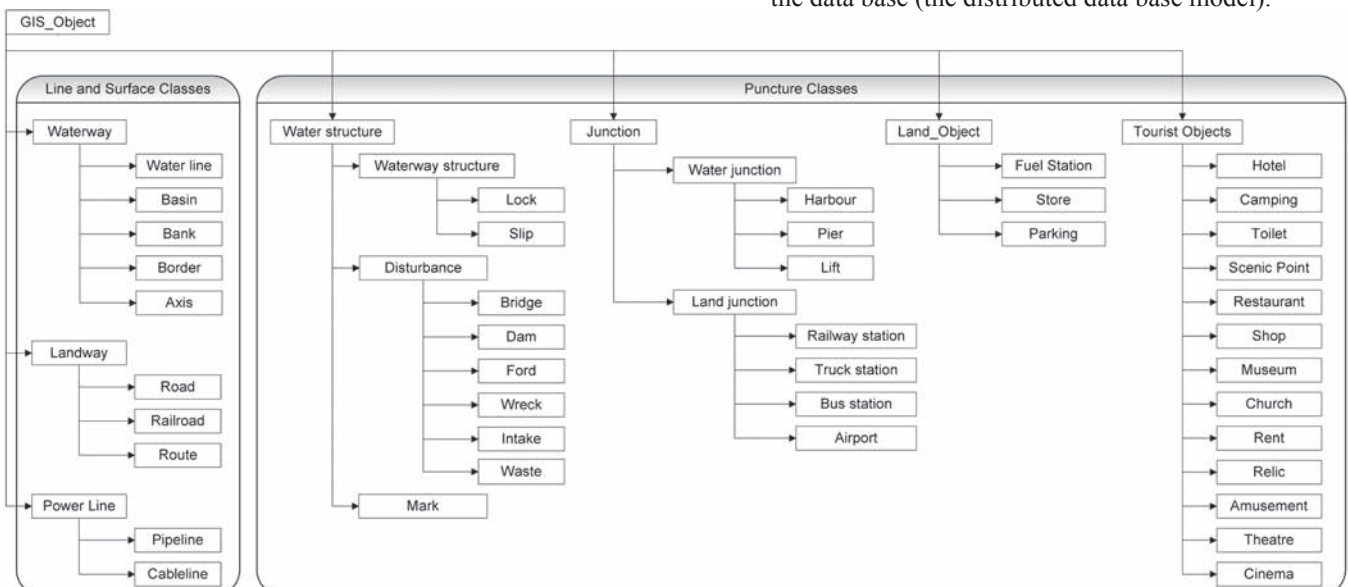 the data base (the distributed data base model).
GIS_Object
Line and Surface Classes
Waterway
Water line
Basin
Bank
Border
Axis
Landway
Road
Railroad
Route
Power Line
Pipeline
Cableline
Puncture Classes
Water structure
Waterway structure
Lock
Slip
Disturbance
Bridge
Dam
Ford
Wreck
Intake
Waste
Mark
Junction
Water junction
Harbour
Pier
Lift
Land junction
Railway station
Truck station
Bus station
Airport
Land_Object
Fuel Station
Store
Parking
Tourist Objects
Hotel
Camping
Toilet
Scenic Point
Restaurant
Shop
Museum
Church
Rent
Relic
Amusement
Theatre
Cinema